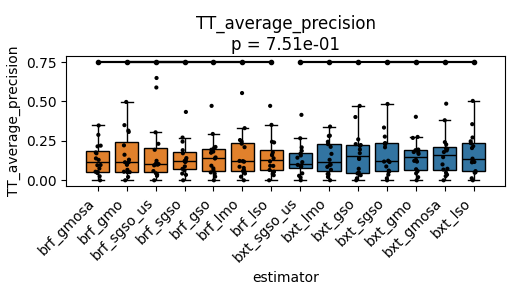 TT_average_precision
p = 7.51e-01
TT_average_precision
0.75
0.50
0.25
0.00
brf_gmosa
brf_gmo
brf_sgso_us
brf_sgso
brf_gso
brf_lmo
brf_lso
bxt_sgso_us
bxt_lmo
bxt_gso
bxt_sgso
bxt_gmo
bxt_gmosa
bxt_lso
estimator